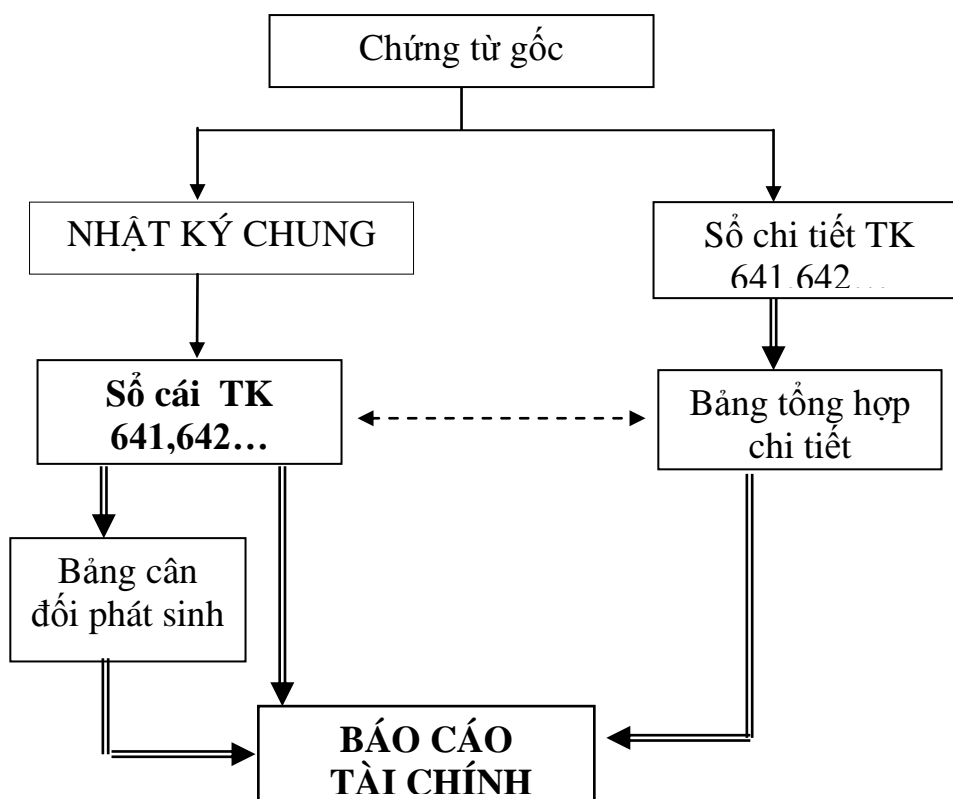 Chứng từ gốc
NHẬT KÝ CHUNG
Sổ chi tiết TK
641,642…
Sổ cái TK
641,642…
Bảng tổng hợp
chi tiết
Bảng cân
đối phát sinh
BÁO CÁO
TÀI CHÍNH